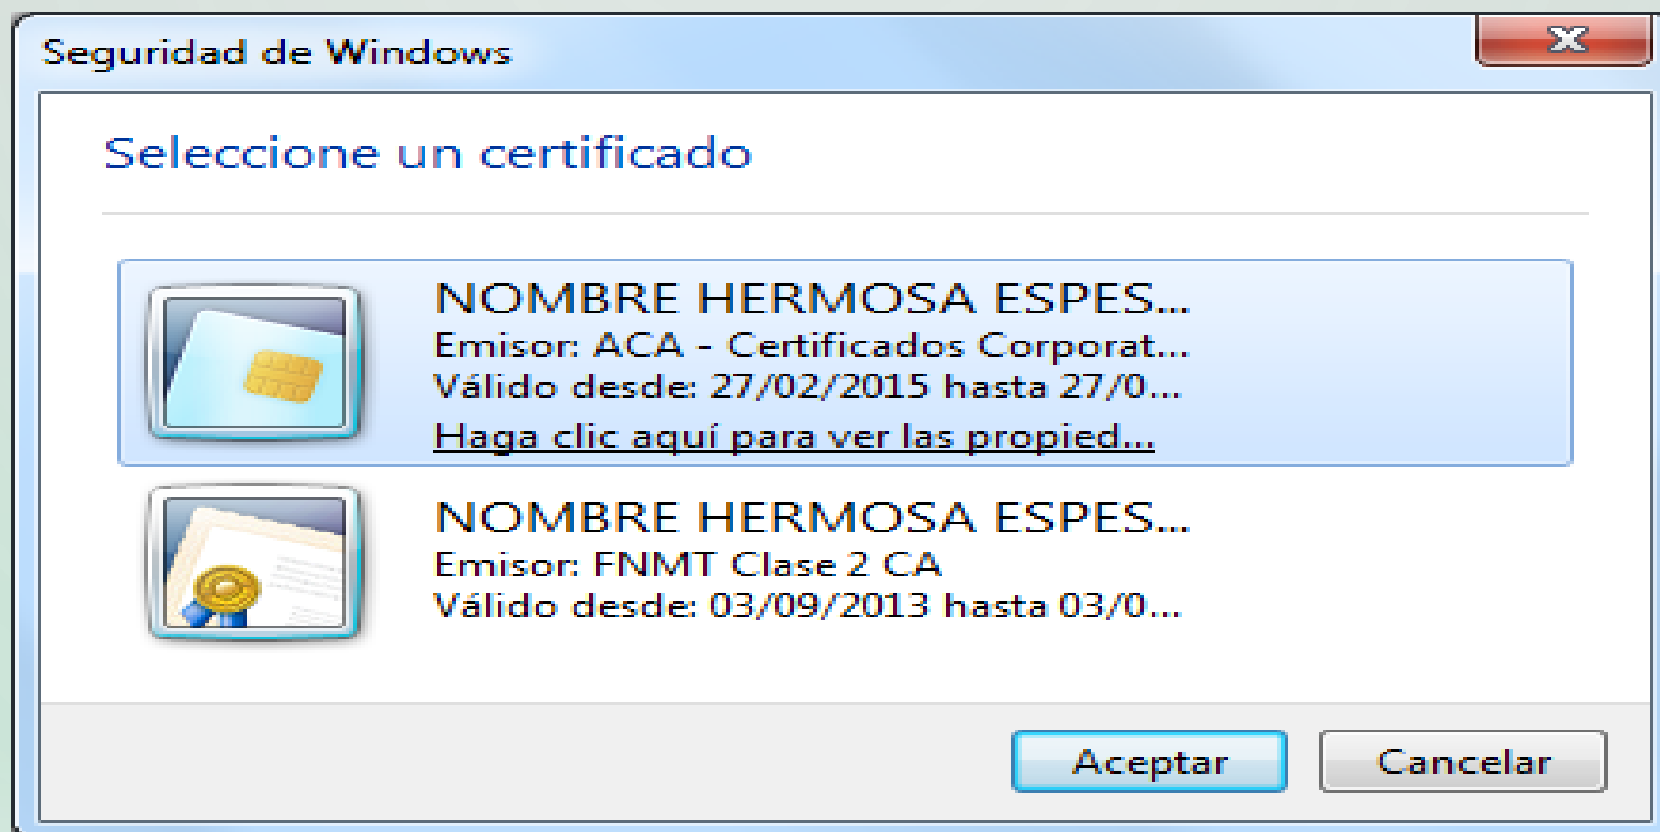 Seguridad de Windows
Seleccione un certificado
NOMBRE HERMOSA ESPES...
Emisor: ACA - Certificados Corporat...
Válido desde: 27/02/2015 hasta 27/0...
Haga clic aquí para ver las propied...
NOMBRE HERMOSA ESPES...
Emisor: FNMT Clase 2 CA
Válido desde: 03/09/2013 hasta 03/0...
Aceptar
Cancelar